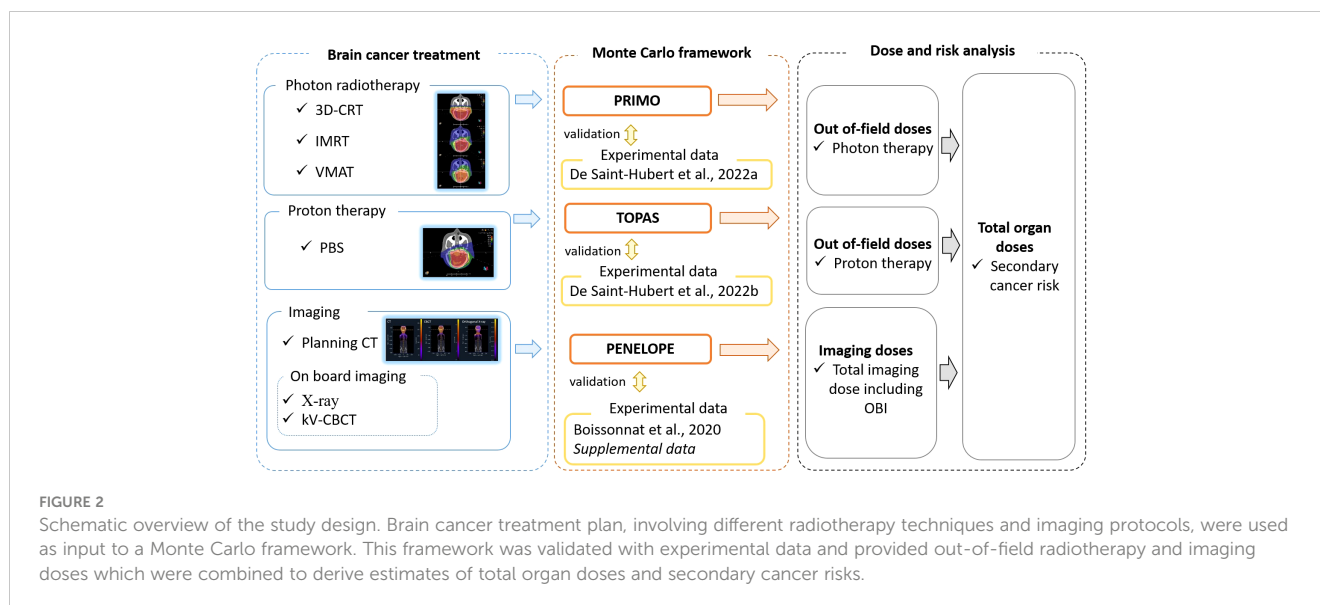 Brain cancer treatment
Monte Carlo framework
Dose and risk analysis
Photon radiotherapy
✓ 3D-CRT
✓ IMRT
✓ VMAT
Proton therapy
✓ PBS
Imaging
✓ Planning CT
CT
CBCT
On board imaging
✓ X-ray
✓ kV-CBCT
PRIMO
validation
Experimental data
De Saint-Hubert et al., 2022a
TOPAS
validation
Experimental data
De Saint-Hubert et al., 2022b
PENELOPE
validation
Experimental data
Boissonnat et al., 2020
Supplemental data
Out of-field doses
✓ Photon therapy
Out of-field doses
✓ Proton therapy
Imaging doses
✓ Total imaging
dose including
OBI
Total organ
doses
✓ Secondary
cancer risk
FIGURE 2
Schematic overview of the study design. Brain cancer treatment plan, involving different radiotherapy techniques and imaging protocols, were used
as input to a Monte Carlo framework. This framework was validated with experimental data and provided out-of-field radiotherapy and imaging
doses which were combined to derive estimates of total organ doses and secondary cancer risks.